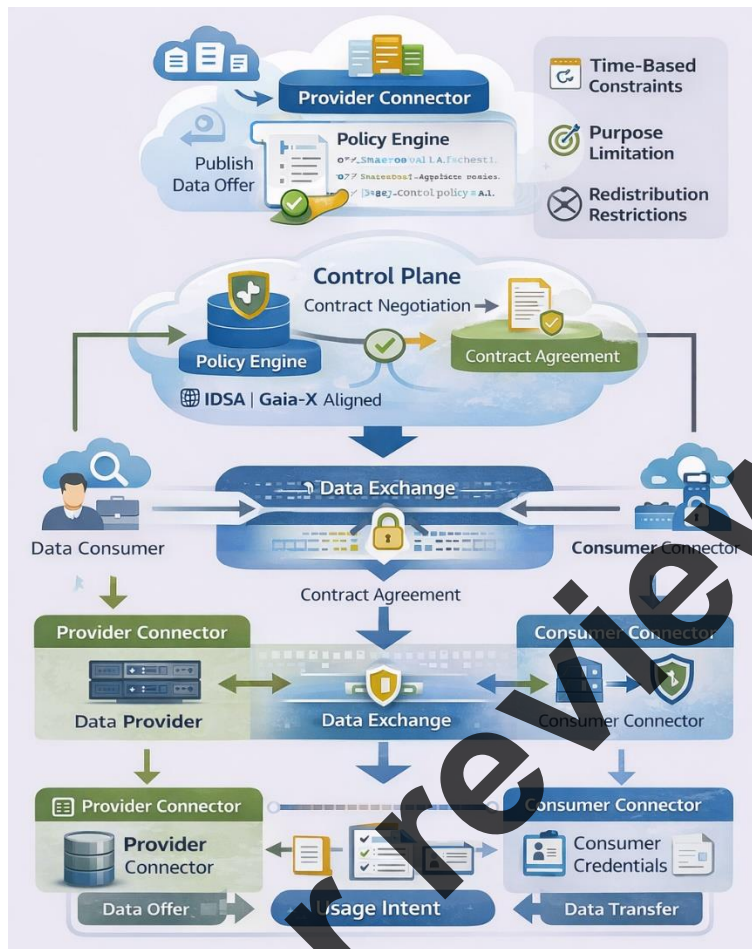 Provider Connector
Time-Based
Constraints
Policy Engine
Publish
Data Offer
Purpose
Limitation
Redistribution
Restrictions
Control Plane
Contract Negotiation
Policy Engine
Contract Agreement
IDSA | Gaia-X Aligned
Data Exchange
Data Consumer
Consumer Connector
Contract Agreement
Provider Connector
Consumer Connector
Data Provider
Data Exchange
Consumer Connector
Provider Connector
Consumer Connector
Provider
Connector
Consumer
Credentials
Data Offer
Usage Intent
Data Transfer
review